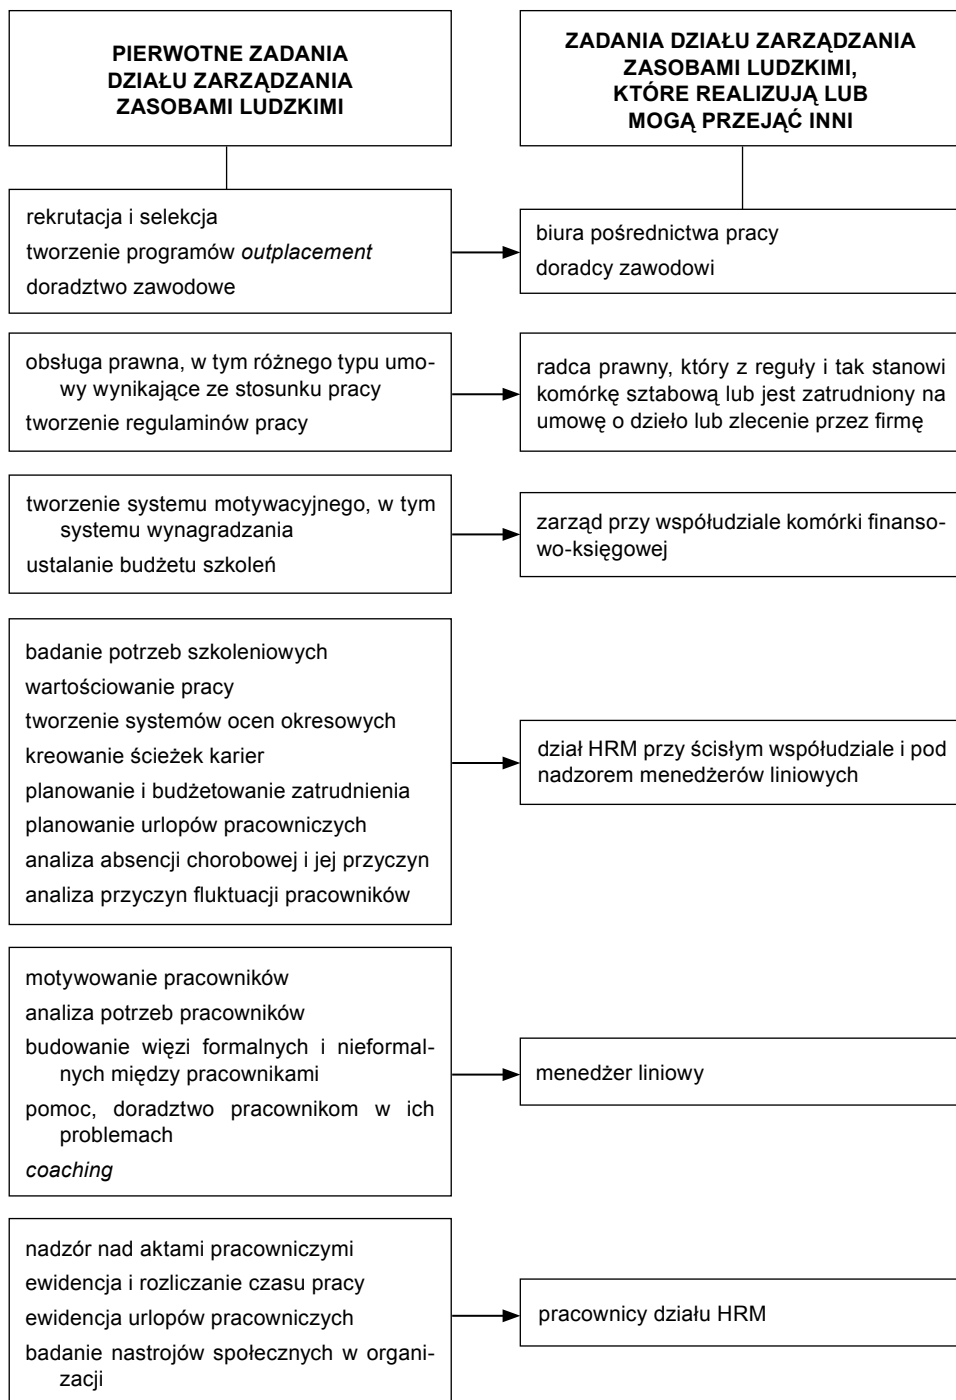 PIERWOTNE ZADANIA
DZIAŁU ZARZĄDZANIA
ZASOBAMI LUDZKIMI
ZADANIA DZIAŁU ZARZĄDZANIA
ZASOBAMI LUDZKIMI,
KTÓRE REALIZUJĄ LUB
MOGĄ PRZEJĄĆ INNI
rekrutacja i selekcja
tworzenie programów outplacement
doradztwo zawodowe
biura pośrednictwa pracy
doradcy zawodowi
obsługa prawna, w tym różnego typu umo-
wy wynikające ze stosunku pracy
tworzenie regulaminów pracy
radca prawny, który z reguły i tak stanowi
komórkę sztabową lub jest zatrudniony na
umowę o dzieło lub zlecenie przez firmę
tworzenie systemu motywacyjnego, w tym
systemu wynagradzania
ustalanie budżetu szkoleń
zarząd przy współudziale komórki finanso-
wo-księgowej
badanie potrzeb szkoleniowych
wartościowanie pracy
tworzenie systemów ocen okresowych
kreowanie ścieżek karier
planowanie i budżetowanie zatrudnienia
planowanie urlopów pracowniczych
analiza absencji chorobowej i jej przyczyn
analiza przyczyn fluktuacji pracowników
dział HRM przy ścisłym współudziale i pod
nadzorem menedżerów liniowych
motywowanie pracowników
analiza potrzeb pracowników
budowanie więzi formalnych i nieformal-
nych między pracownikami
pomoc, doradztwo pracownikom w ich
problemach
coaching
menedżer liniowy
nadzór nad aktami pracowniczymi
ewidencja i rozliczanie czasu pracy
ewidencja urlopów pracowniczych
badanie nastrojów społecznych w organi-
zacji
pracownicy działu HRM